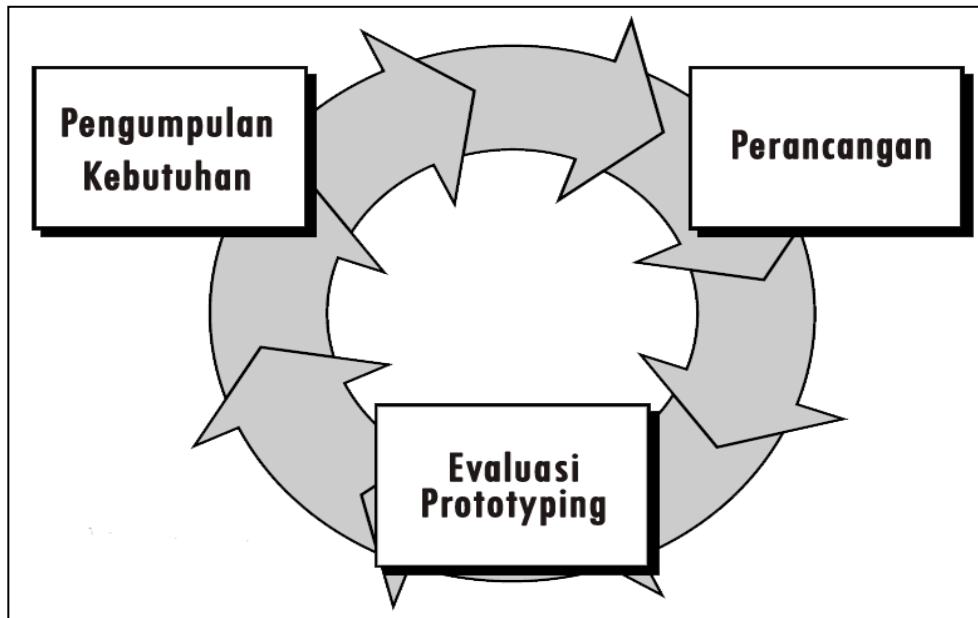 Pengumpulan
Kebutuhan
Perancangan
Evaluasi
Prototyping